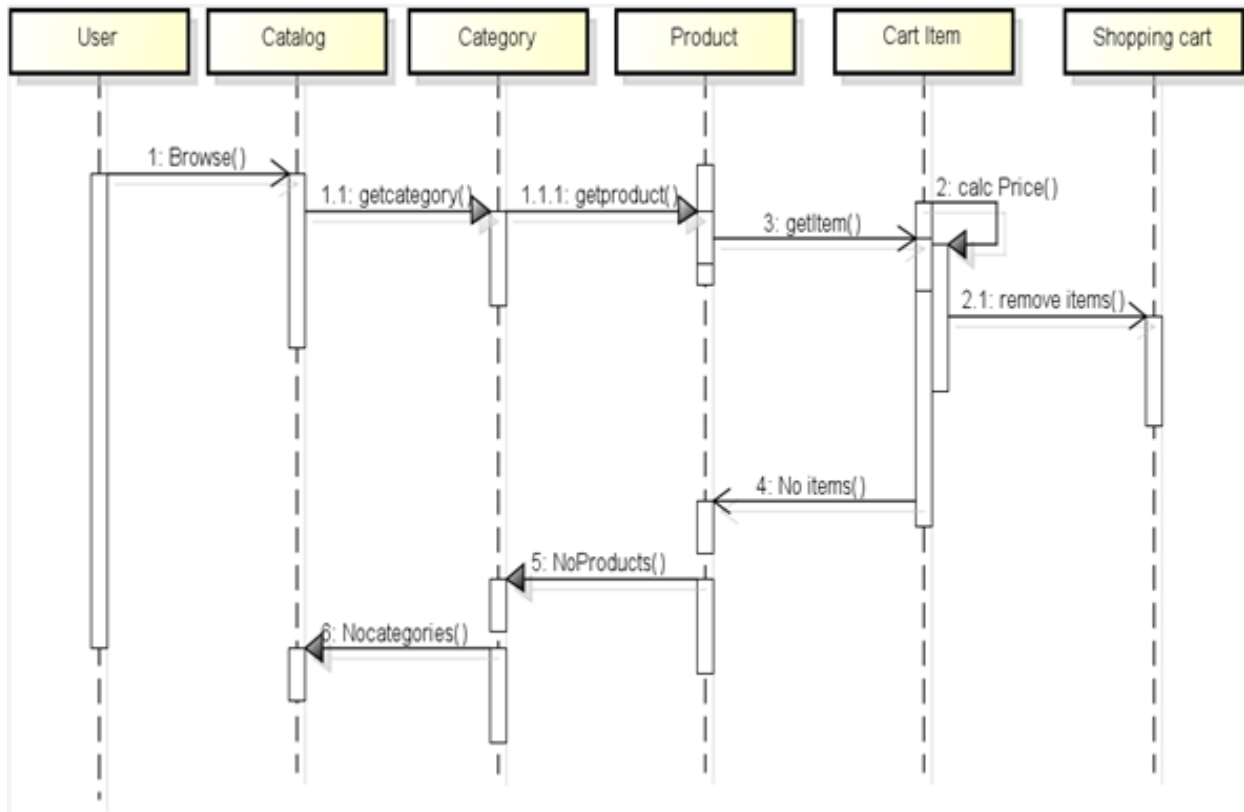 User
Catalog
Category
Product
Cart Item
Shopping cart
1: Browse()
1.1: getcategory()
1.1.1: getproduct()
2: calc Price()
3: getItem()
2.1: remove items()
4: No items()
5: NoProducts()
6: Nocategories()